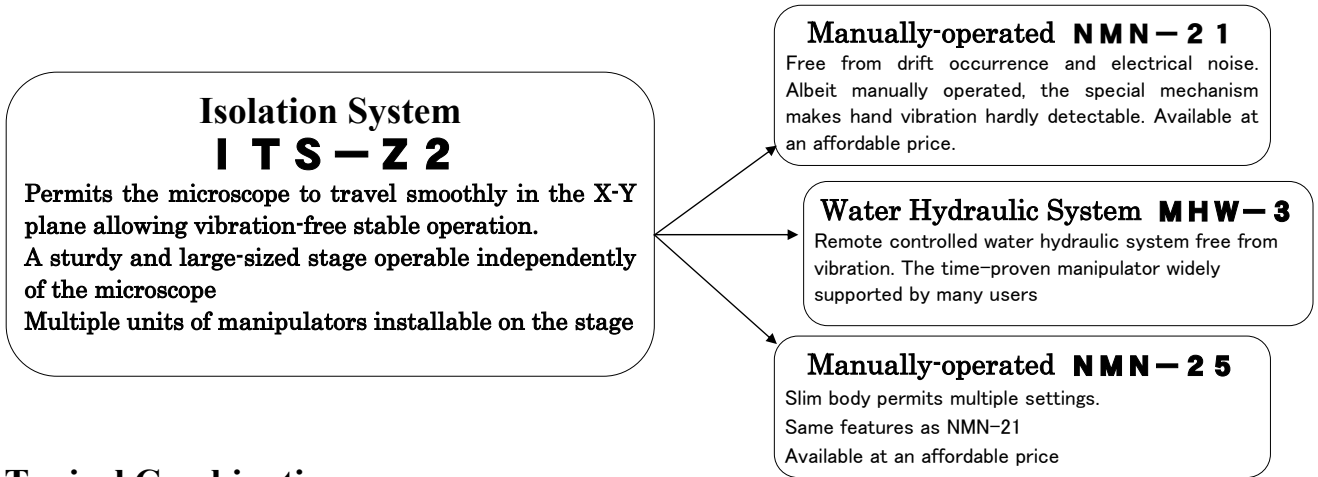 Isolation System
ITS-Z2
Permits the microscope to travel smoothly in the X-Y
plane allowing vibration-free stable operation.
A sturdy and large-sized stage operable independently
of the microscope
Multiple units of manipulators installable on the stage
Manually-operated NMN-21
Free from drift occurrence and electrical noise.
Albeit manually operated, the special mechanism
makes hand vibration hardly detectable. Available at
an affordable price.
Water Hydraulic System MHW-3
Remote controlled water hydraulic system free from
vibration. The time-proven manipulator widely
supported by many users
Manually-operated NMN-25
Slim body permits multiple settings.
Same features as NMN-21
Available at an affordable price